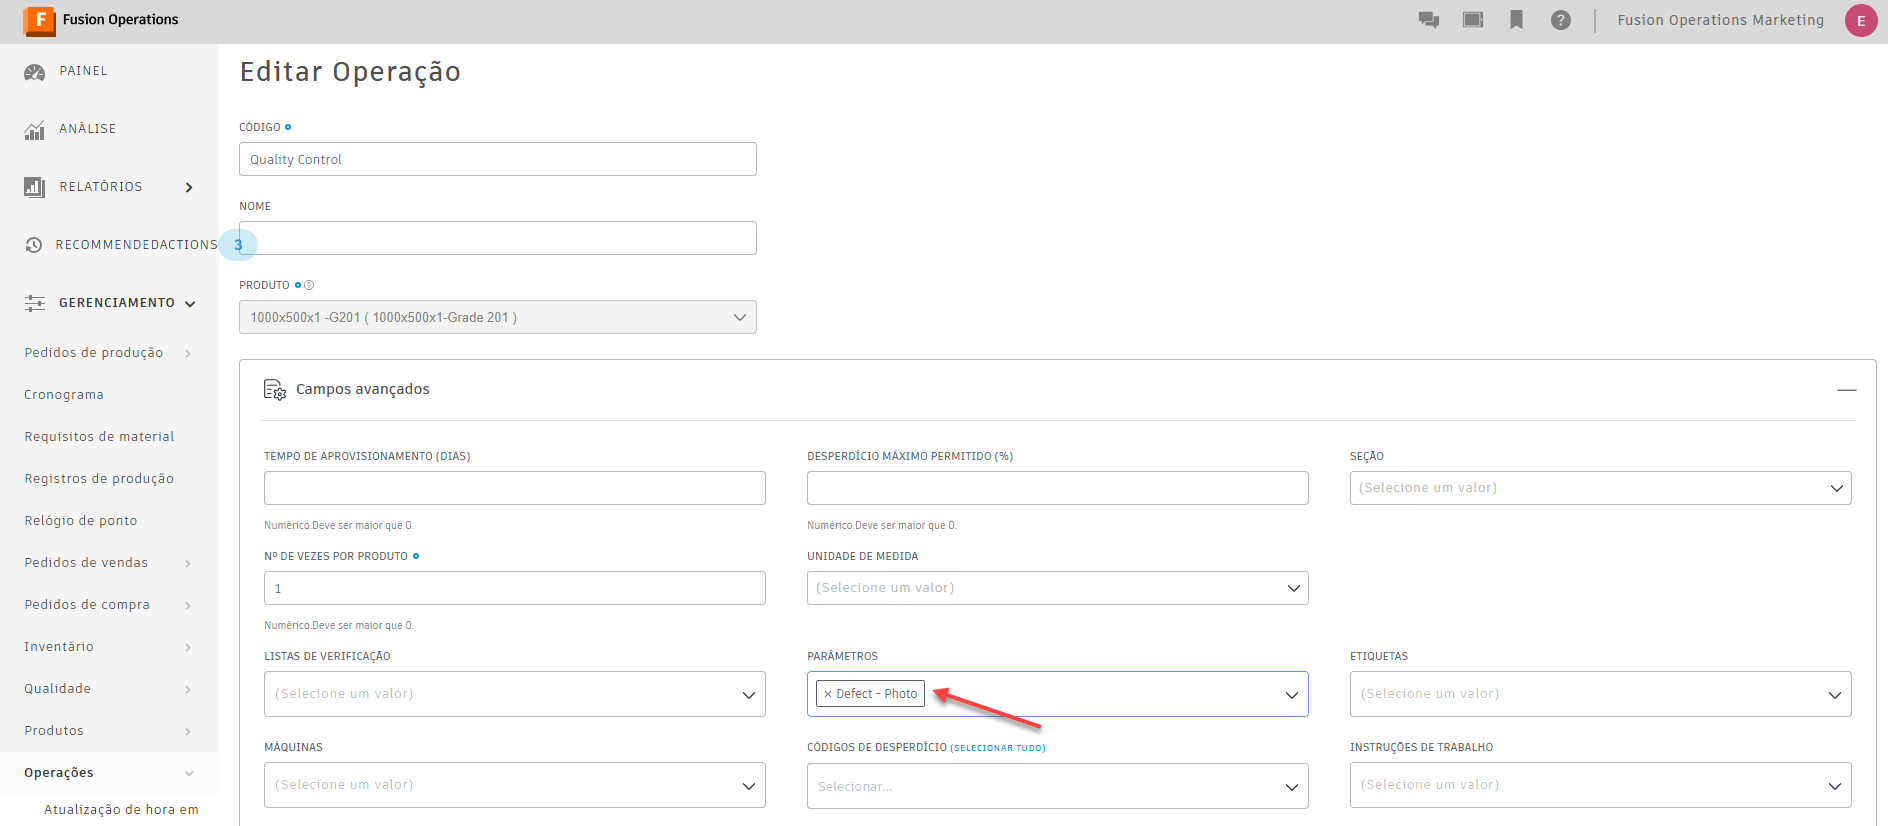 F Fusion Operations
? Fusion Operations Marketing E
PAINEL
ANÁLISE
RELATÓRIOS
RECOMMENDEDACTIONS 3
GERENCIAMENTO
Pedidos de produção
Cronograma
Requisitos de material
Registros de produção
Relógio de ponto
Pedidos de vendas
Pedidos de compra
Inventário
Qualidade
Produtos
Operações
Atualização de hora em
Editar Operação
CÓDIGO
Quality Control
NOME
PRODUTO ?
1000x500x1 -G201 ( 1000x500x1-Grade 201 )
Campos avançados
TEMPO DE APROVISIONAMENTO (DIAS)
Numérico.Deve ser maior que 0.
DESPERDÍCIO MÁXIMO PERMITIDO (%)
Numérico.Deve ser maior que 0.
SEÇÃO
(Selecione um valor)
Nº DE VEZES POR PRODUTO
1
Numérico.Deve ser maior que 0.
UNIDADE DE MEDIDA
(Selecione um valor)
LISTAS DE VERIFICAÇÃO
(Selecione um valor)
PARÂMETROS
× Defect - Photo
ETIQUETAS
(Selecione um valor)
MÁQUINAS
(Selecione um valor)
CÓDIGOS DE DESPERDÍCIO (SELECIONAR TUDO)
Selecionar...
INSTRUÇÕES DE TRABALHO
(Selecione um valor)